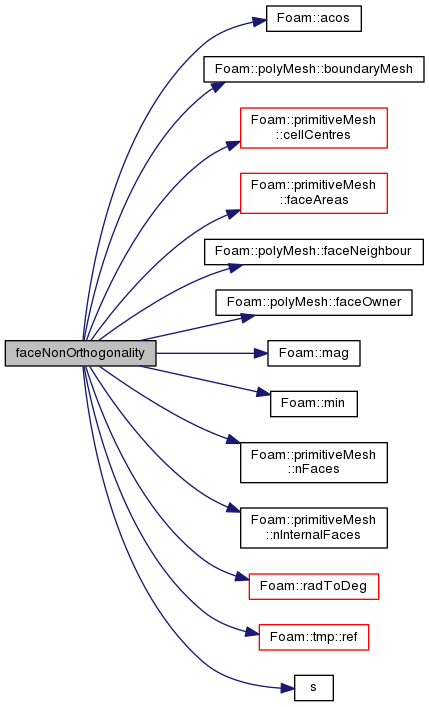 Foam::acos
Foam::polyMesh::boundaryMesh
Foam::primitiveMesh
::cellCentres
Foam::primitiveMesh
::faceAreas
Foam::polyMesh::faceNeighbour
Foam::polyMesh::faceOwner
faceNonOrthogonality
Foam::mag
Foam::min
Foam::primitiveMesh
::nFaces
Foam::primitiveMesh
::nInternalFaces
Foam::radToDeg
Foam::tmp::ref
s